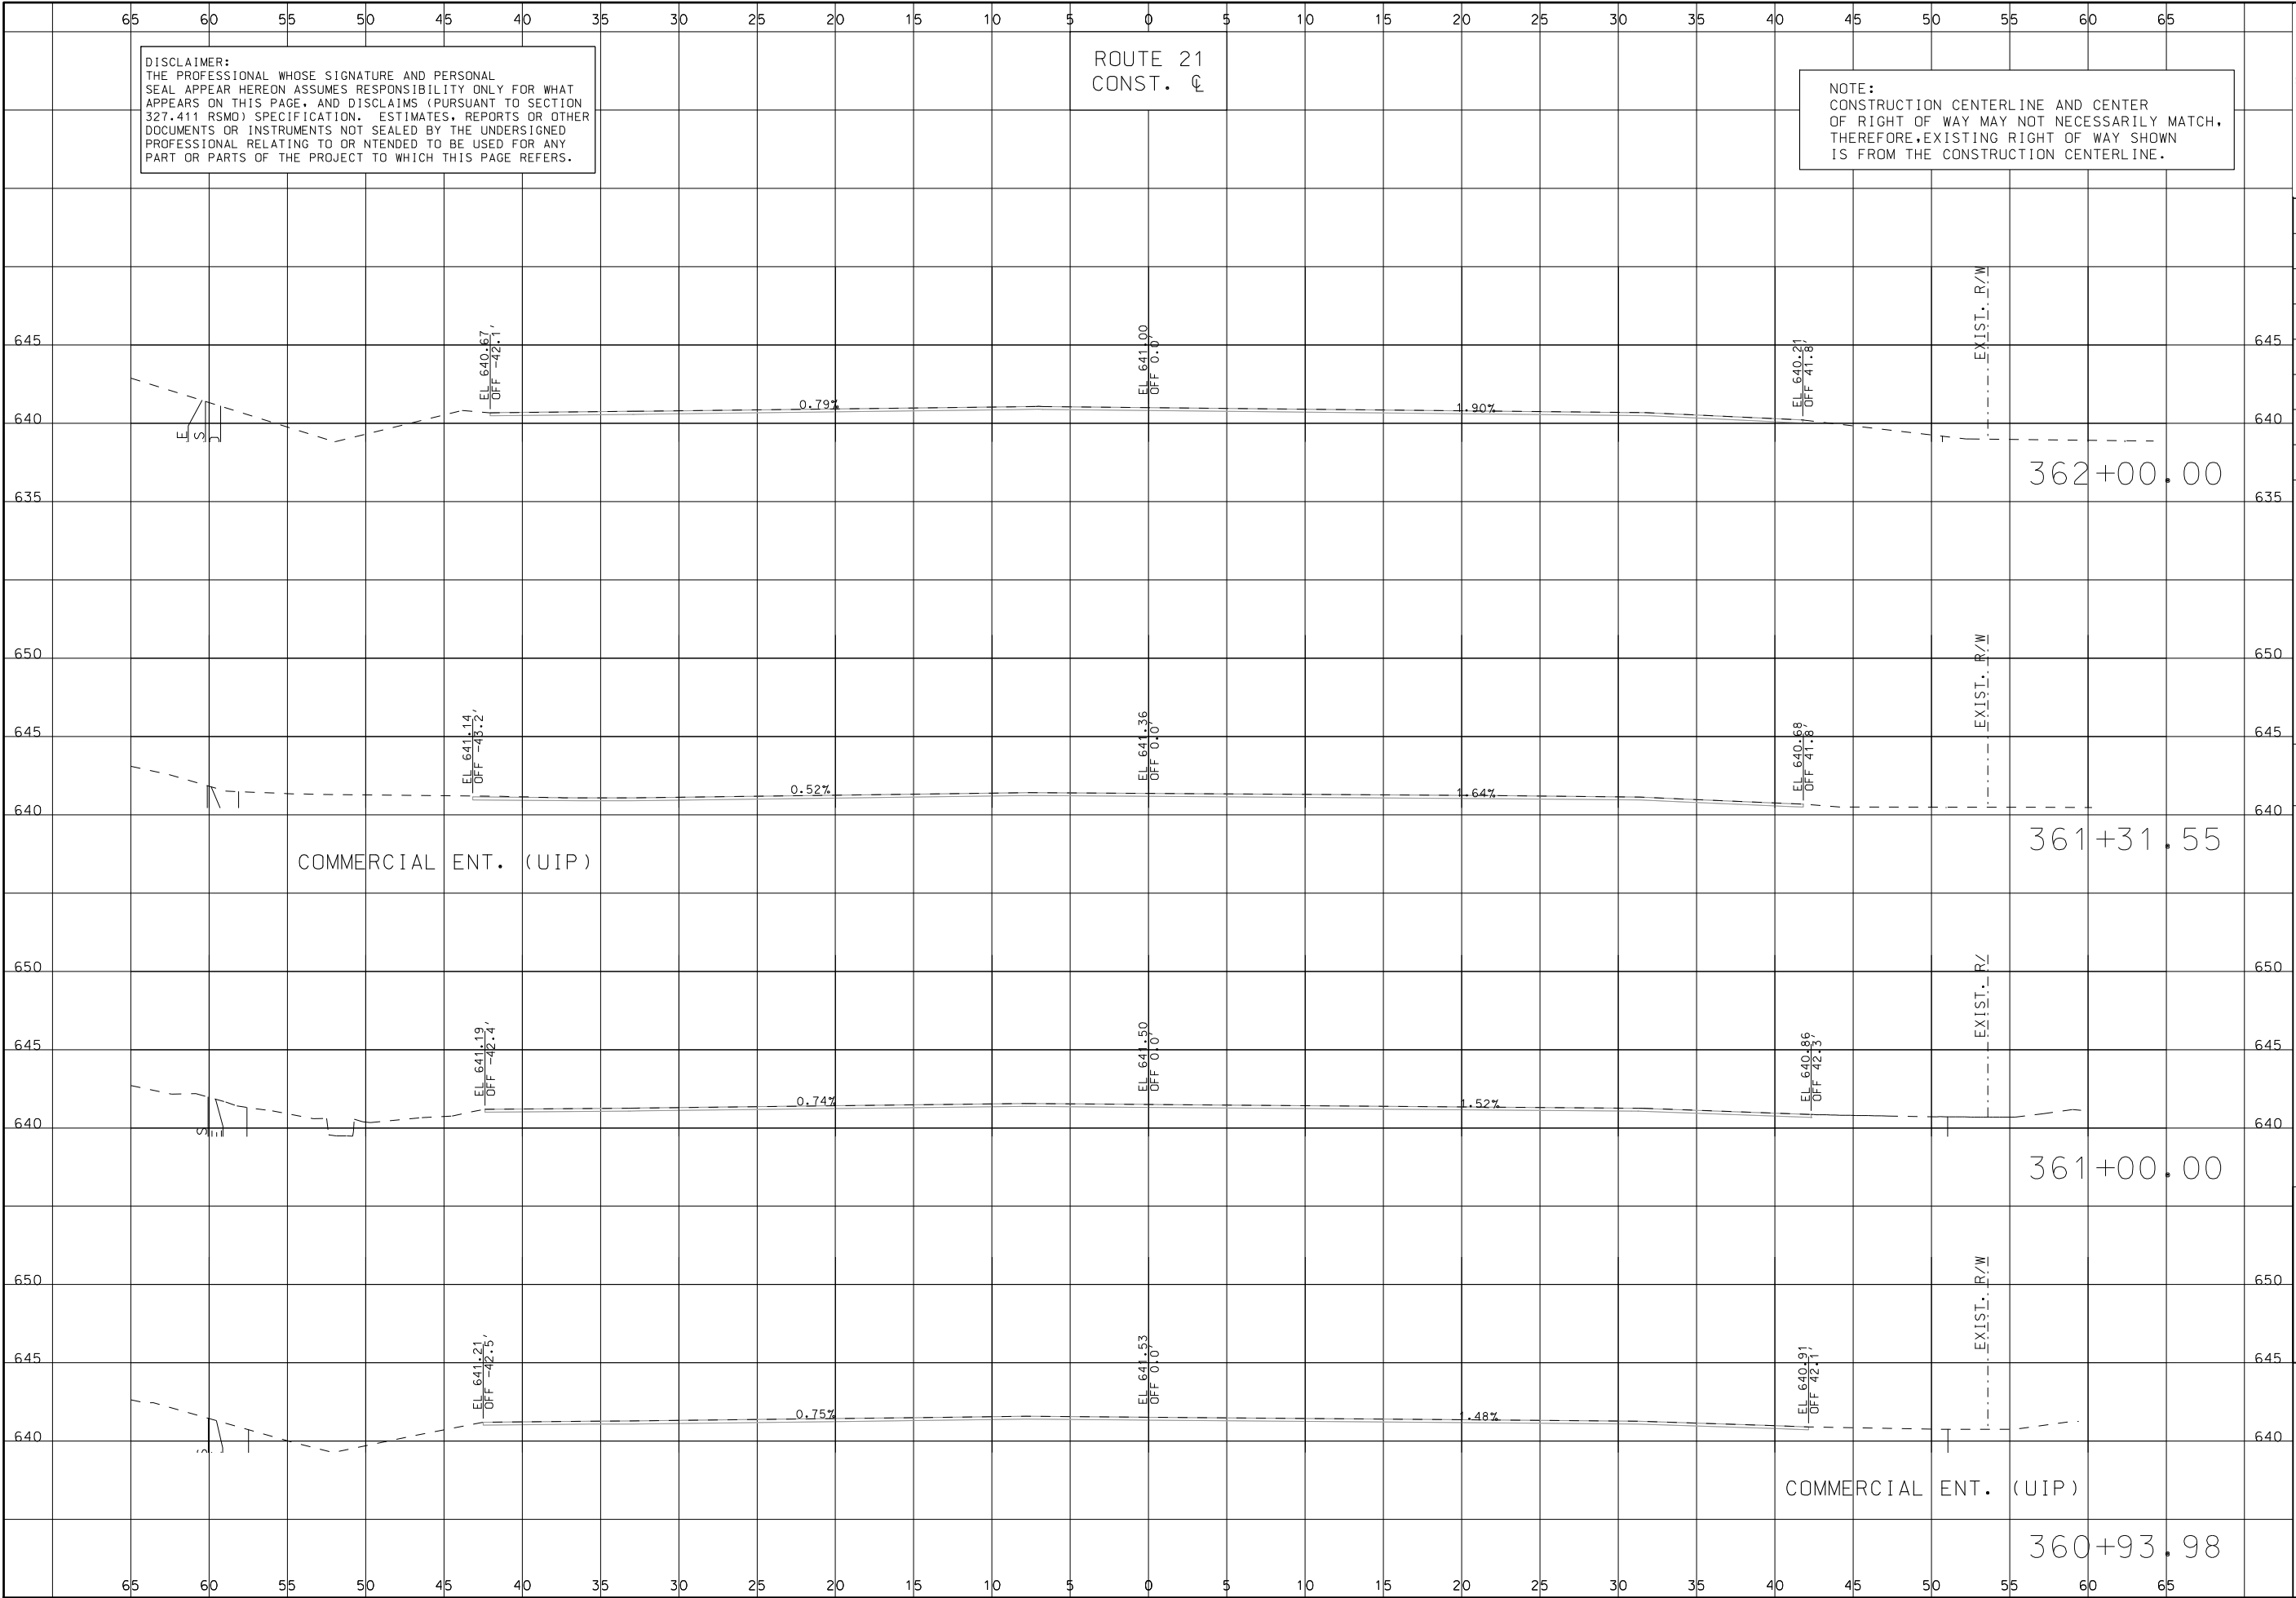 65 60 55 50 45 40 35 30 25 20 15 10 5 0 5 10 15 20 25 30 35 40 45 50 55 60 65
DISCLAIMER:
THE PROFESSIONAL WHOSE SIGNATURE AND PERSONAL
SEAL APPEAR HEREON ASSUMES RESPONSIBILITY ONLY FOR WHAT
APPEARS ON THIS PAGE, AND DISCLAIMS (PURSUANT TO SECTION
327.411 RSMO) SPECIFICATION. ESTIMATES, REPORTS OR OTHER
DOCUMENTS OR INSTRUMENTS NOT SEALED BY THE UNDERSIGNED
PROFESSIONAL RELATING TO OR NTENDED TO BE USED FOR ANY
PART OR PARTS OF THE PROJECT TO WHICH THIS PAGE REFERS.
ROUTE 21
CONST. ℄
NOTE:
CONSTRUCTION CENTERLINE AND CENTER
OF RIGHT OF WAY MAY NOT NECESSARILY MATCH,
THEREFORE,EXISTING RIGHT OF WAY SHOWN
IS FROM THE CONSTRUCTION CENTERLINE.
EL 640.67
OFF -42.1'
EL 641.00
OFF 0.0'
EL 640.21
OFF 41.8'
EXIST. R/W
645 645
0.79% 1.90%
640 640
E
S
362+00.00
635 635
650 650
EL 641.14
OFF -43.2'
EL 641.36
OFF 0.0'
EL 640.68
OFF 41.8'
EXIST. R/W
645 645
0.52% 1.64%
640 640
361+31.55
COMMERCIAL ENT. (UIP)
650 650
EL 641.19
OFF -42.4'
EL 641.50
OFF 0.0'
EL 640.86
OFF 42.3'
EXIST. R/
645 645
0.74% 1.52%
640 640
S
E
361+00.00
650 650
EL 641.21
OFF -42.5'
EL 641.53
OFF 0.0'
EL 640.91
OFF 42.1'
EXIST. R/W
645 645
0.75% 1.48%
640 640
COMMERCIAL ENT. (UIP)
360+93.98
65 60 55 50 45 40 35 30 25 20 15 10 5 0 5 10 15 20 25 30 35 40 45 50 55 60 65